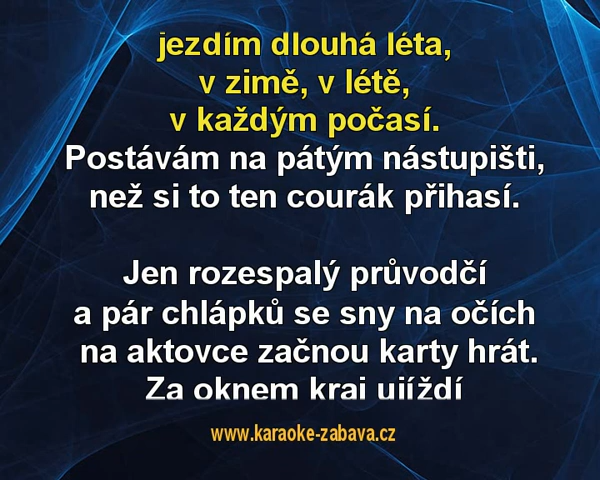 jezdím dlouhá léta,
v zimě, v létě,
v každým počasí.
Postávám na pátým nástupišti,
než si to ten courák přihasí.
Jen rozespalý průvodčí
a pár chlápků se sny na očích
na aktovce začnou karty hrát.
Za oknem kraj ujíždí
www.karaoke-zabava.cz